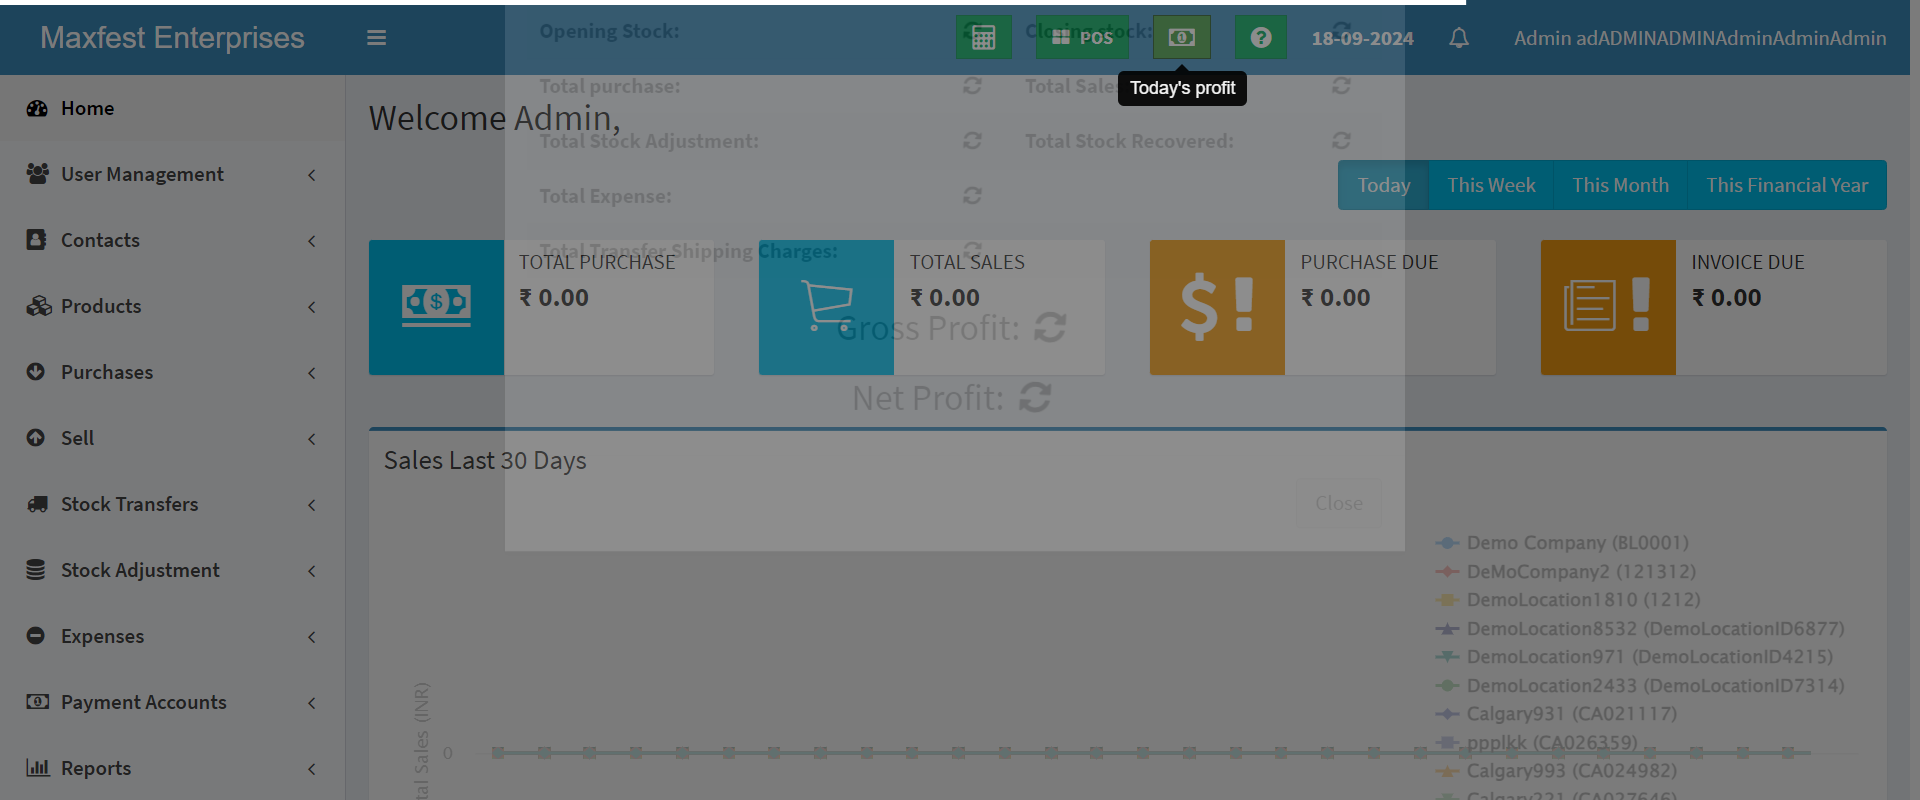 Maxfest Enterprises
POS
18-09-2024
Admin adADMINADMINAdminAdminAdmin
Today's profit
Opening Stock:
Closing stock:
Total purchase:
Total Sales
Total Stock Adjustment:
Total Stock Recovered:
Total Expense:
Total Transfer Shipping Charges:
Gross Profit:
Net Profit:
Close
Home
User Management
Contacts
Products
Purchases
Sell
Stock Transfers
Stock Adjustment
Expenses
Payment Accounts
Reports
Welcome Admin,
Today
This Week
This Month
This Financial Year
TOTAL PURCHASE
₹ 0.00
TOTAL SALES
₹ 0.00
PURCHASE DUE
₹ 0.00
INVOICE DUE
₹ 0.00
Sales Last 30 Days
Demo Company (BL0001)
DeMoCompany2 (121312)
DemoLocation1810 (1212)
DemoLocation8532 (DemoLocationID6877)
DemoLocation971 (DemoLocationID4215)
DemoLocation2433 (DemoLocationID7314)
Calgary931 (CA021117)
ppplkk (CA026359)
Calgary993 (CA024982)
Calgary221 (CA027646)
Sales (INR)
0